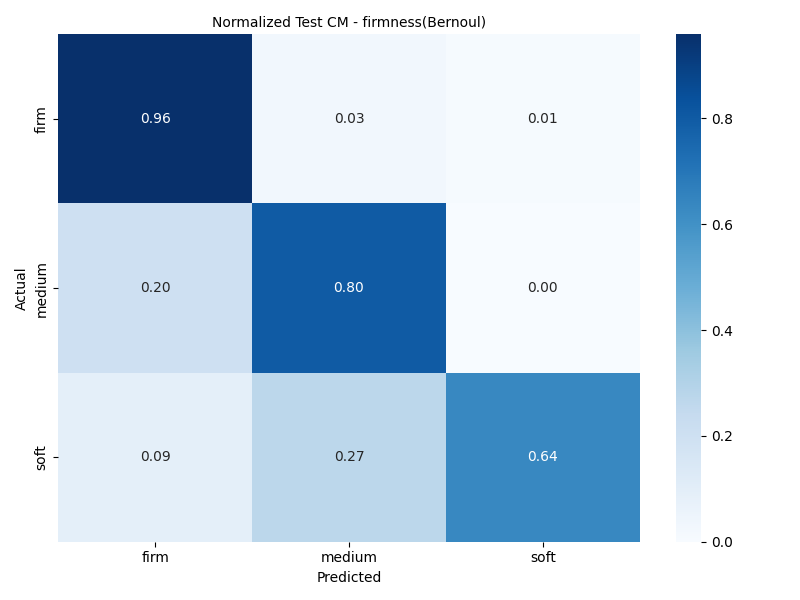 Normalized Test CM - firmness(Bernoul)
firm
0.96
0.03
0.01
medium
0.20
0.80
0.00
soft
0.09
0.27
0.64
Actual
firm
medium
soft
Predicted
0.8
0.6
0.4
0.2
0.0